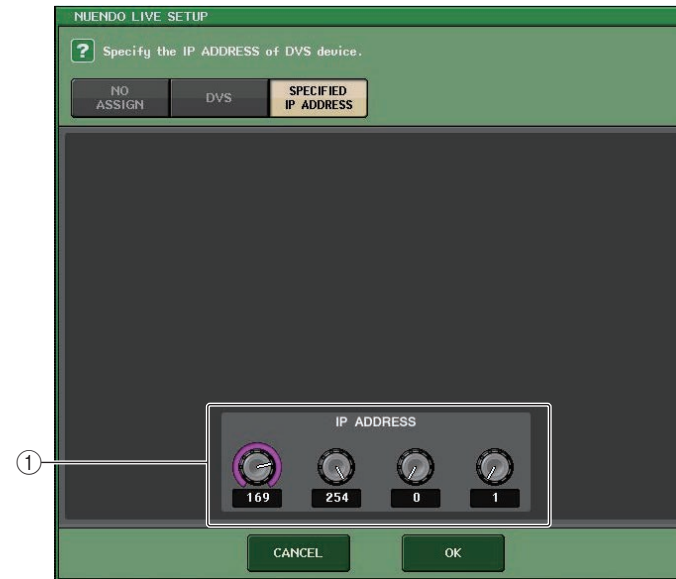 NUENDO LIVE SETUP
? Specify the IP ADDRESS of DVS device.
NO
ASSIGN
DVS
SPECIFIED
IP ADDRESS
IP ADDRESS
①
169 254 0 1
CANCEL OK